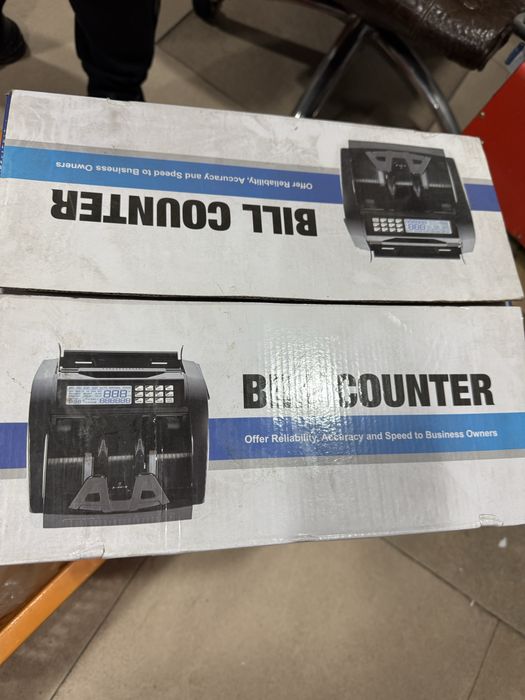 Offer Reliability, Accuracy and Speed to Business Owners
BILL COUNTER
BILL COUNTER
Offer Reliability, Accuracy and Speed to Business Owners